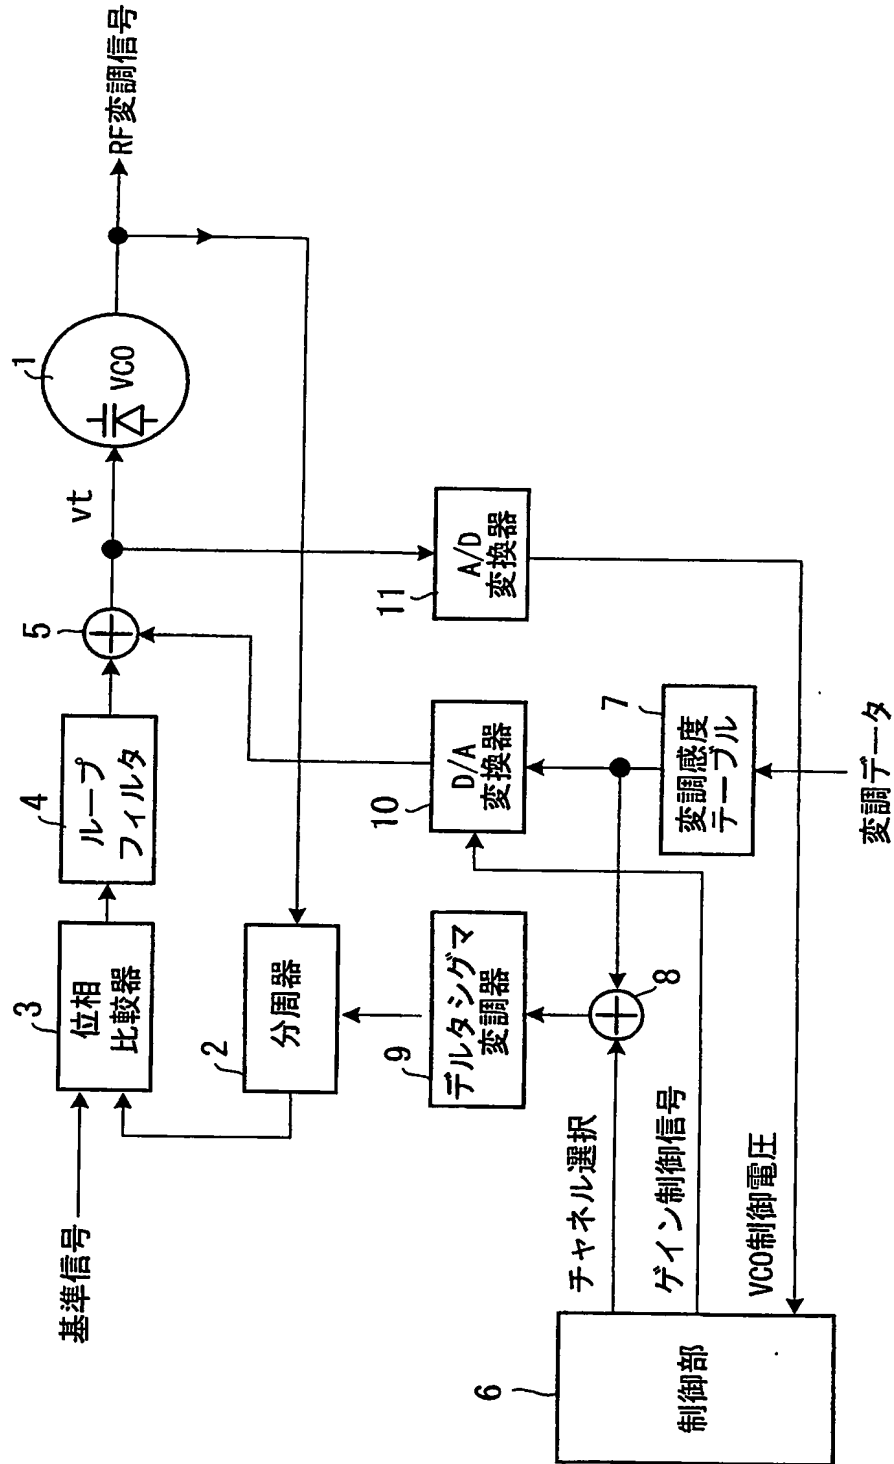 基準信号
3
位相
比較器
4
ループ
フィルタ
5
vt
1
VCO
RF変調信号
2
分周器
9
デルタシグマ
変調器
10
D/A
変換器
11
A/D
変換器
8
7
変調感度
テーブル
変調データ
チャネル選択
ゲイン制御信号
VCO制御電圧
6
制御部